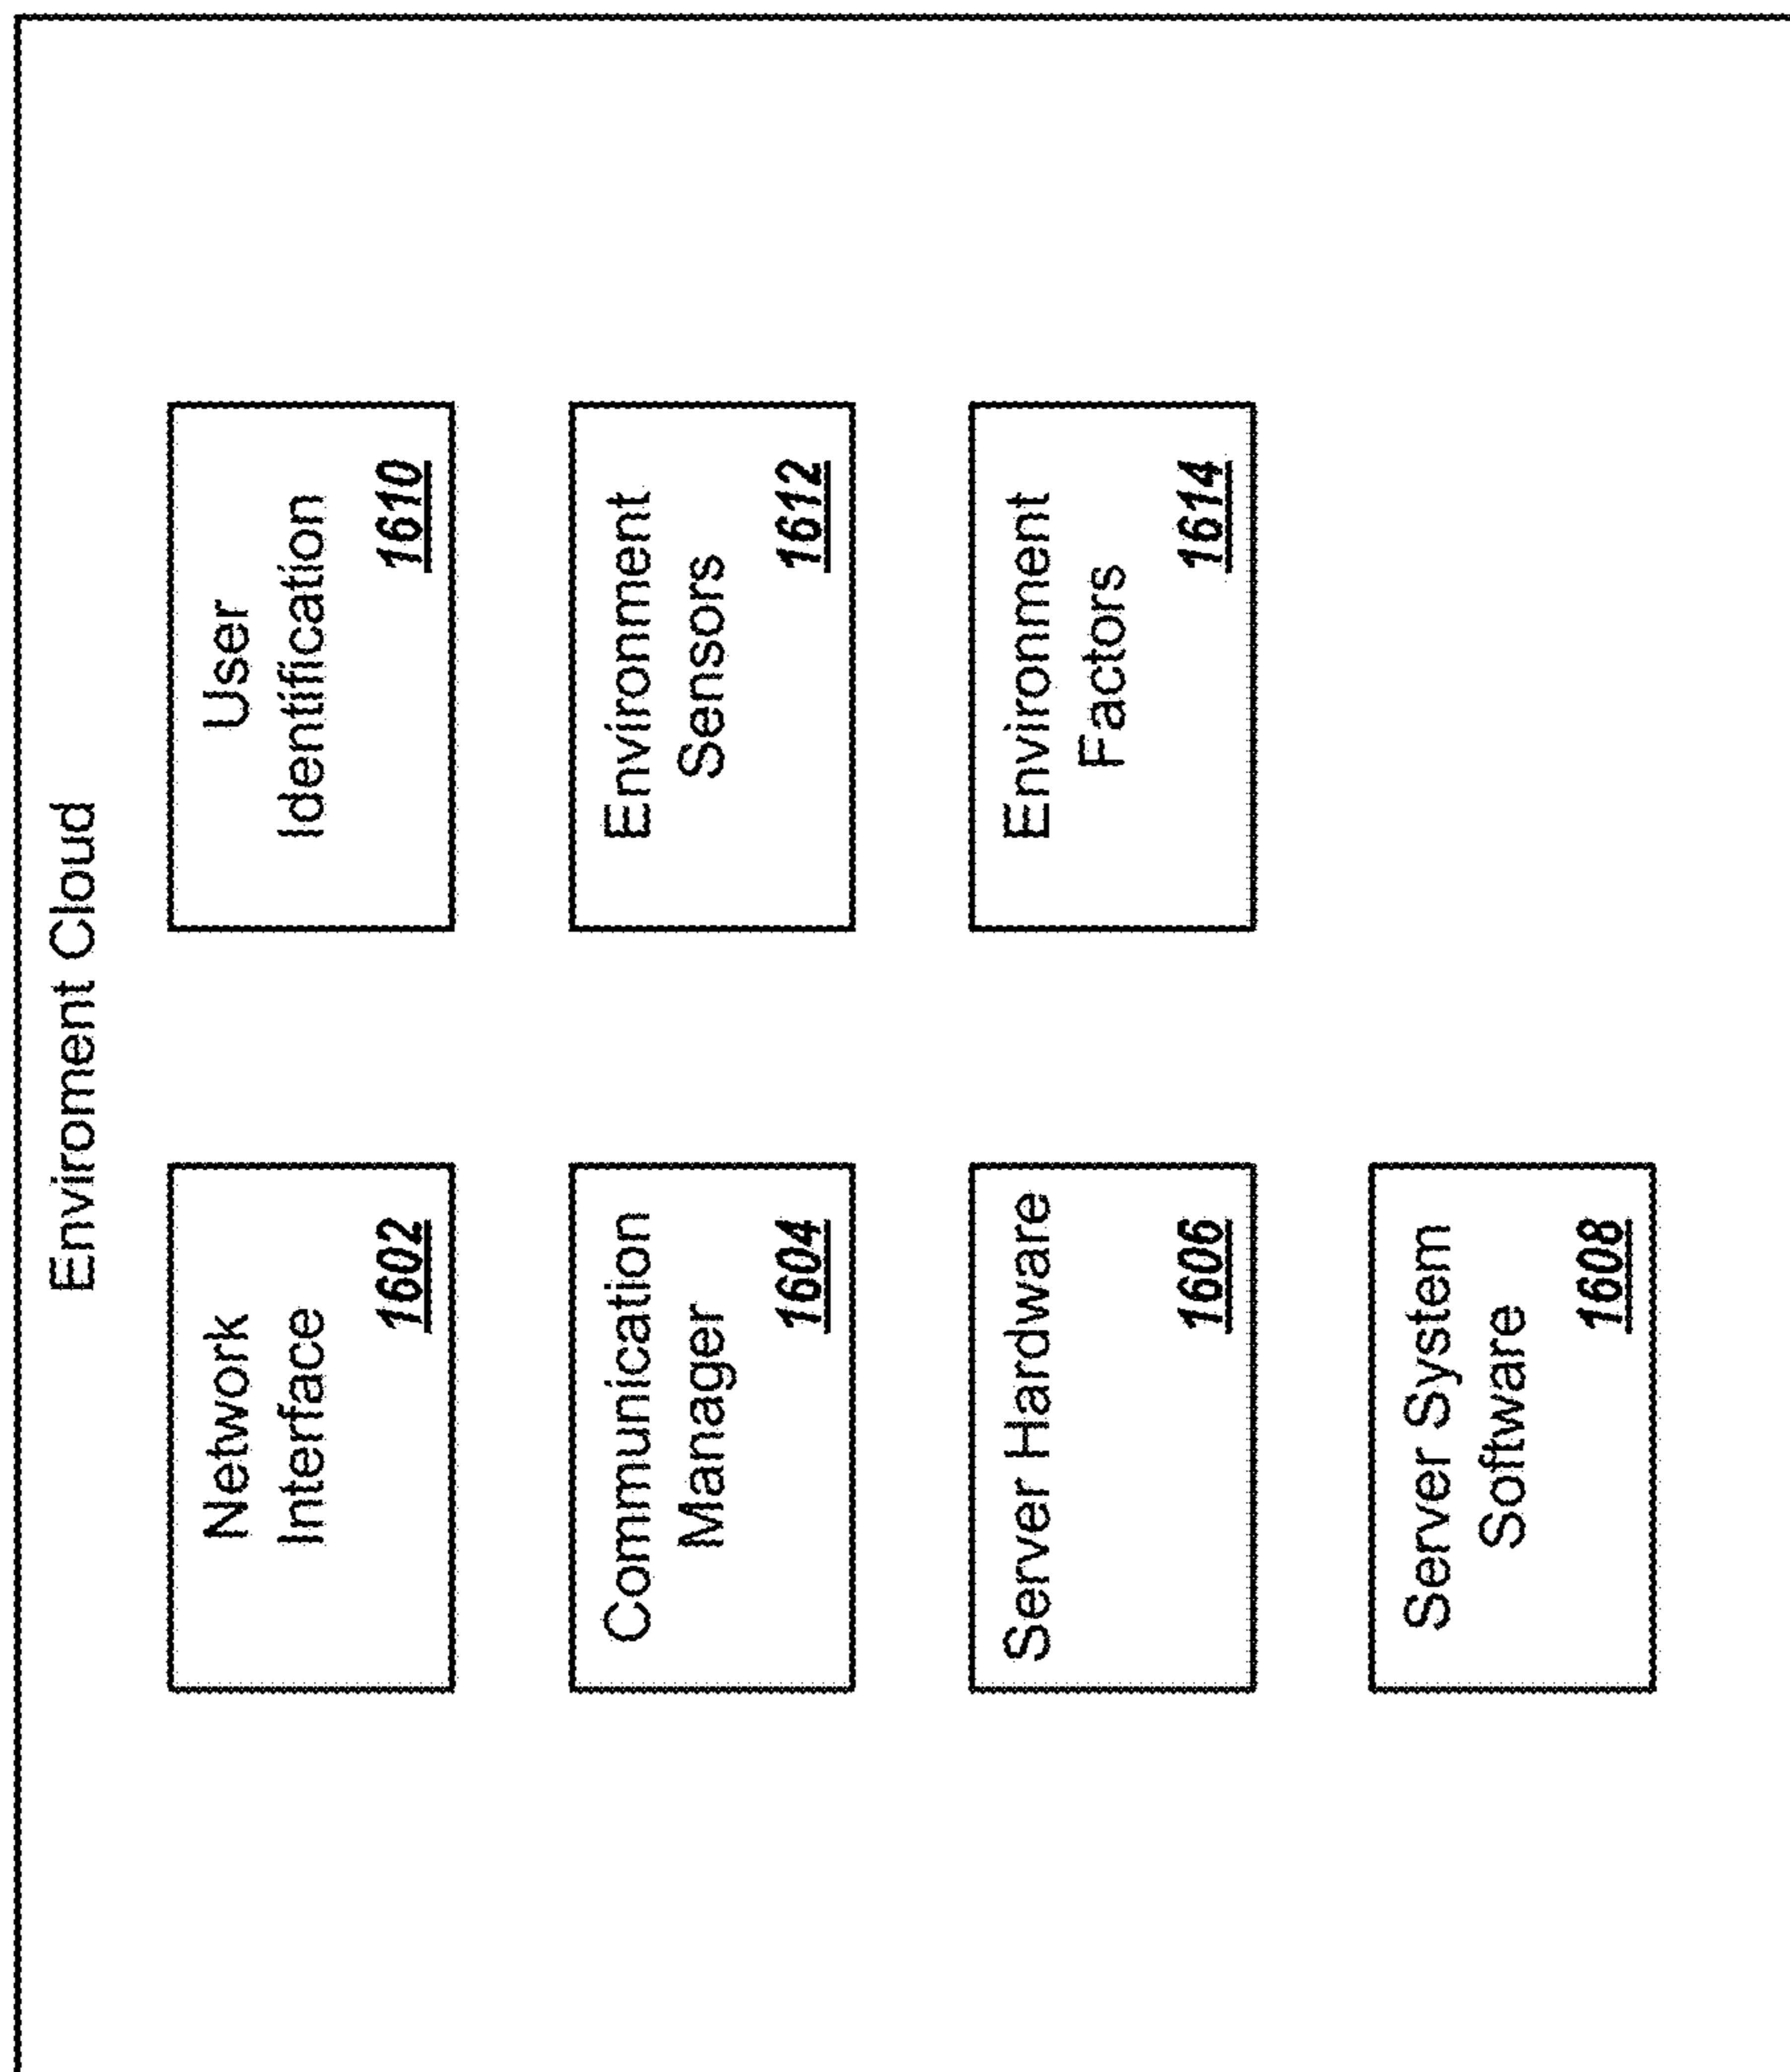 Enviroment Cloud
Network
Interface
1602
Communication
Manager
1604
Server Hardware
1606
Server System
Software
1608
User
Identification
1610
Environment
Sensors
1612
Environment
Factors
1614